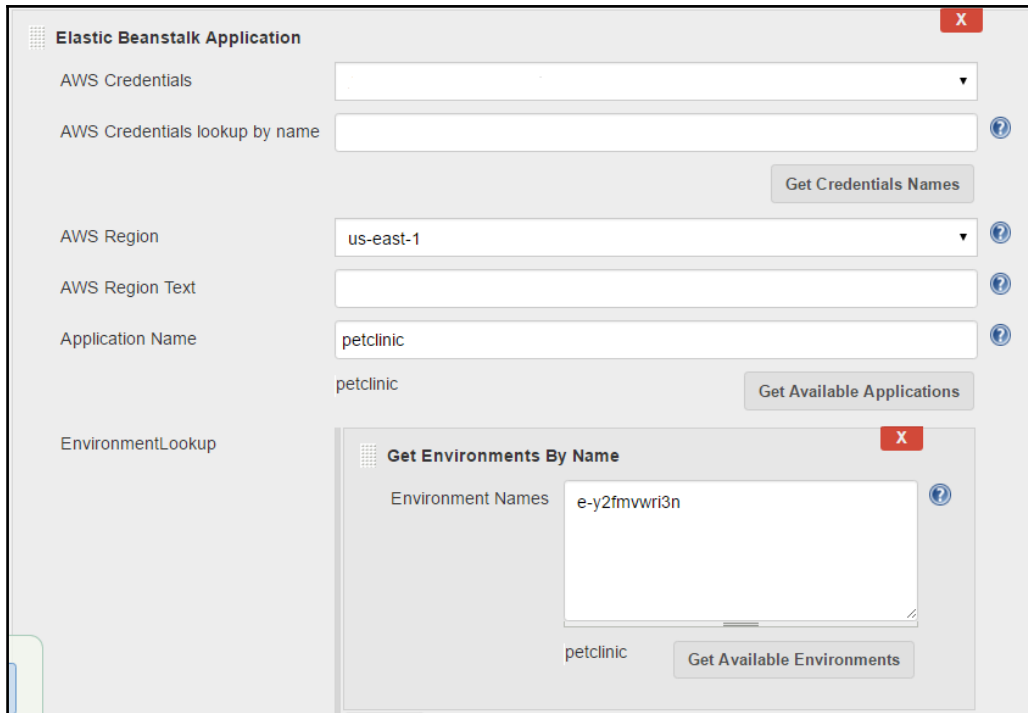 X
Elastic Beanstalk Application
AWS Credentials
AWS Credentials lookup by name
Get Credentials Names
AWS Region us-east-1
AWS Region Text
Application Name petclinic
petclinic Get Available Applications
EnvironmentLookup
X
Get Environments By Name
Environment Names e-y2fmvwri3n
petclinic Get Available Environments